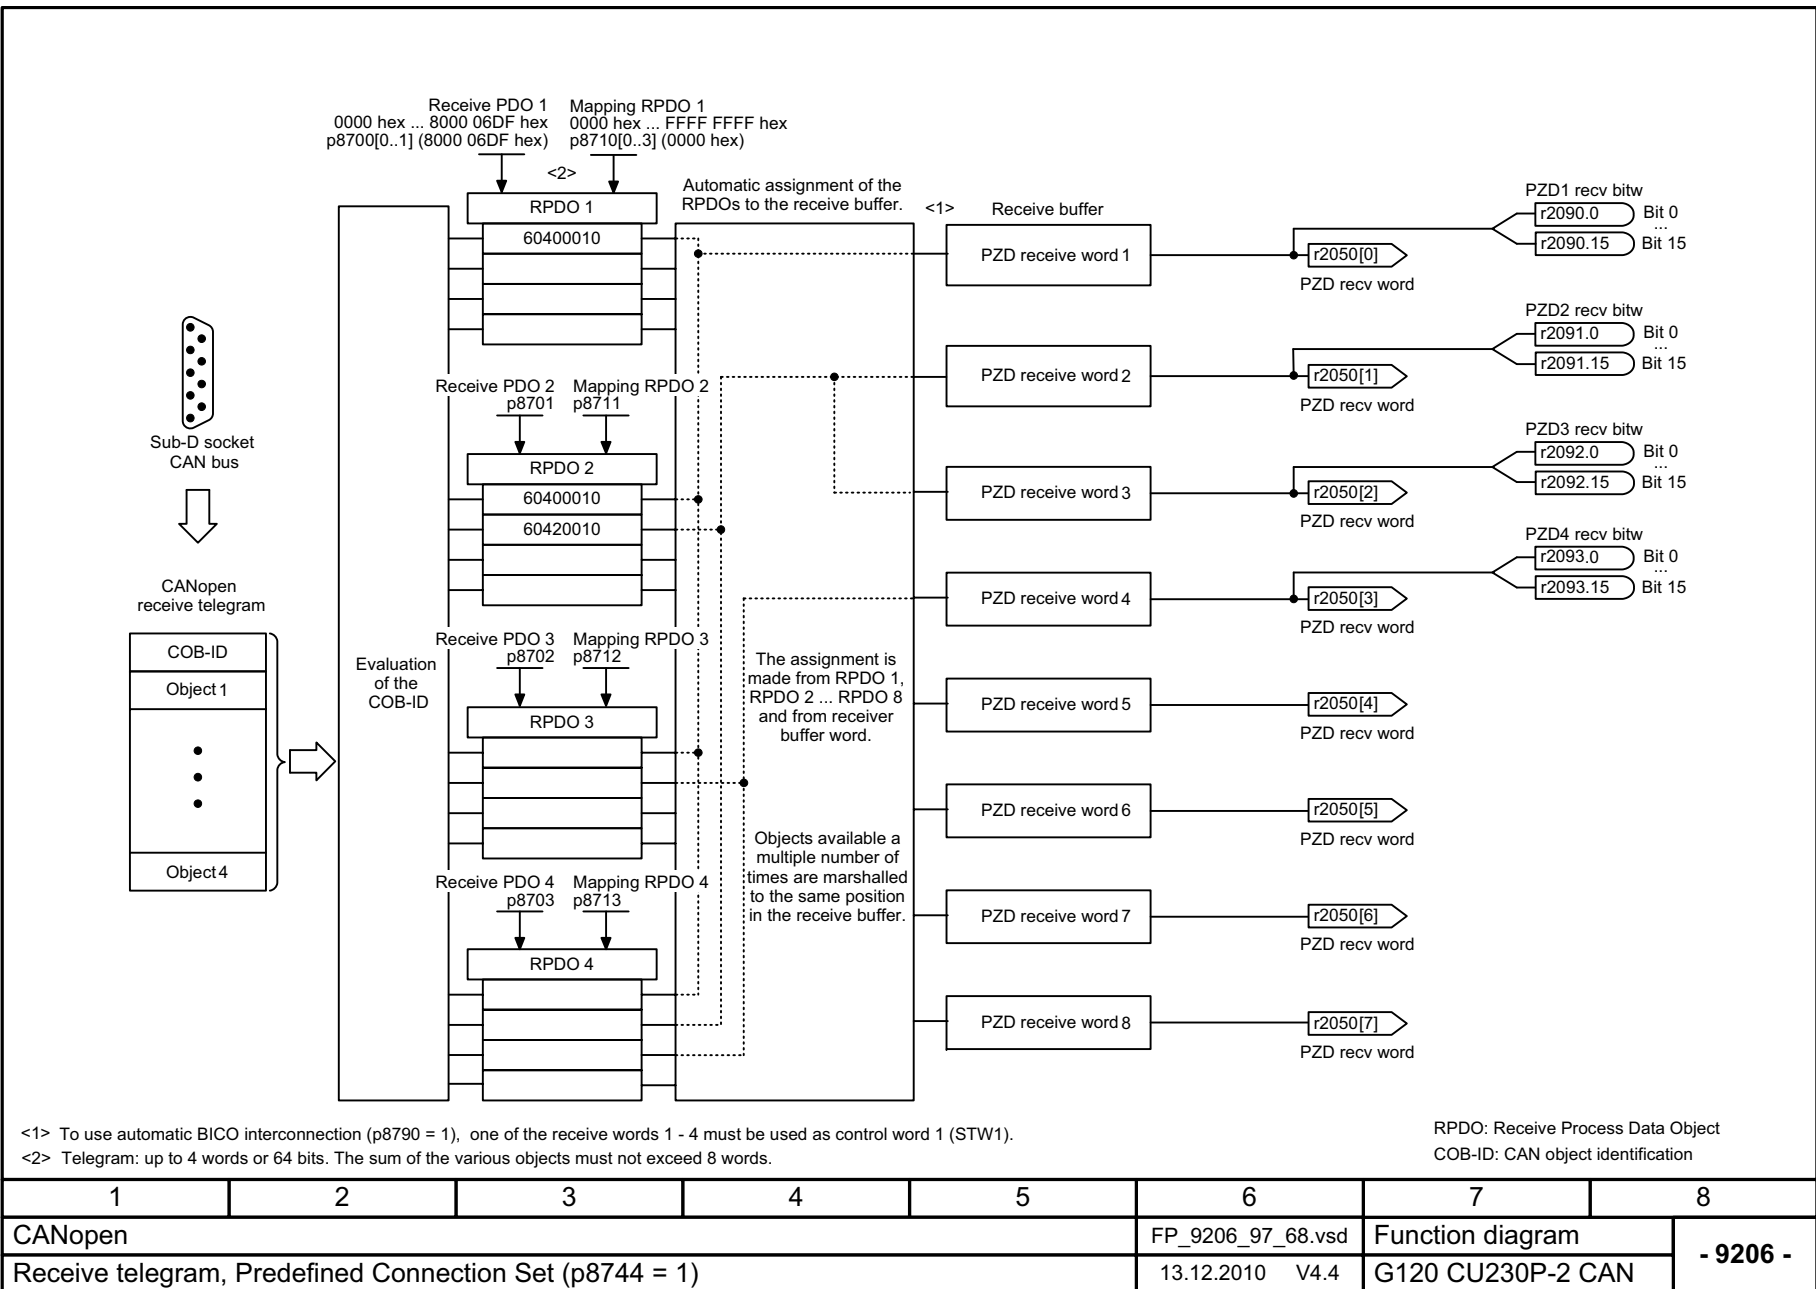 Receive PDO 1
0000 hex ... 8000 06DF hex
p8700[0..1] (8000 06DF hex)
Mapping RPDO 1
0000 hex ... FFFF FFFF hex
p8710[0..3] (0000 hex)
<2>
RPDO 1
60400010
Automatic assignment of the
RPDOs to the receive buffer.
<1>
Receive buffer
PZD receive word 1
r2050[0]
PZD recv word
PZD1 recv bitw
r2090.0
Bit 0
...
r2090.15
Bit 15
PZD receive word 2
r2050[1]
PZD recv word
PZD2 recv bitw
r2091.0
Bit 0
...
r2091.15
Bit 15
Sub-D socket
CAN bus
Receive PDO 2
p8701
Mapping RPDO 2
p8711
RPDO 2
60400010
60420010
PZD receive word 3
r2050[2]
PZD recv word
PZD3 recv bitw
r2092.0
Bit 0
...
r2092.15
Bit 15
PZD receive word 4
r2050[3]
PZD recv word
PZD4 recv bitw
r2093.0
Bit 0
...
r2093.15
Bit 15
CANopen
receive telegram
COB-ID
Object 1
Object 4
Evaluation
of the
COB-ID
Receive PDO 3
p8702
Mapping RPDO 3
p8712
RPDO 3
The assignment is
made from RPDO 1,
RPDO 2 ... RPDO 8
and from receiver
buffer word.
PZD receive word 5
r2050[4]
PZD recv word
PZD receive word 6
r2050[5]
PZD recv word
Objects available a
multiple number of
times are marshalled
to the same position
in the receive buffer.
Receive PDO 4
p8703
Mapping RPDO 4
p8713
RPDO 4
PZD receive word 7
r2050[6]
PZD recv word
PZD receive word 8
r2050[7]
PZD recv word
<1> To use automatic BICO interconnection (p8790 = 1), one of the receive words 1 - 4 must be used as control word 1 (STW1).
<2> Telegram: up to 4 words or 64 bits. The sum of the various objects must not exceed 8 words.
RPDO: Receive Process Data Object
COB-ID: CAN object identification
1 2 3 4 5 6 7 8
CANopen
FP_9206_97_68.vsd
Function diagram
- 9206 -
Receive telegram, Predefined Connection Set (p8744 = 1)
13.12.2010 V4.4
G120 CU230P-2 CAN